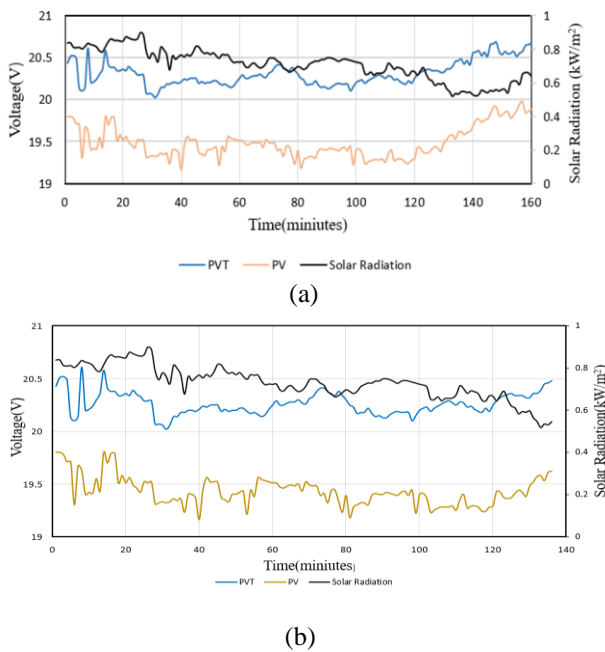 21
20.5
20
19.5
19
Voltage(V)
1
0.8
0.6
0.4
0.2
0
Solar Radiation (kW/m²)
0 20 40 60 80 100 120 140 160
Time(miniutes)
PVT PV Solar Radiation
(a)
21
20.5
20
19.5
19
Voltage(V)
1
0.8
0.6
0.4
0.2
0
Solar Radiation(kW/m²)
0 20 40 60 80 100 120 140
Time(miniutes)
PVT PV Solar Radiation
(b)